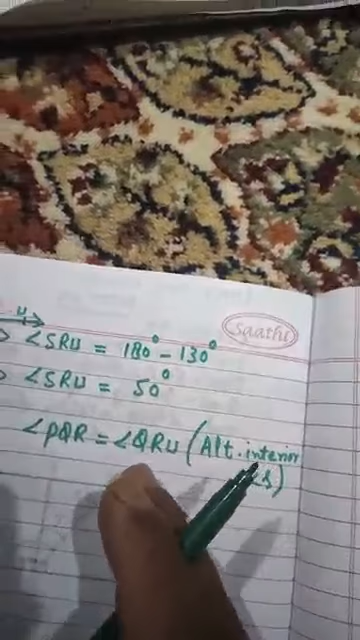 U
Saathi
∠SRU = 180° - 130°
∠SRU = 50°
∠PQR = ∠QRU (Alt. interior
∠s)